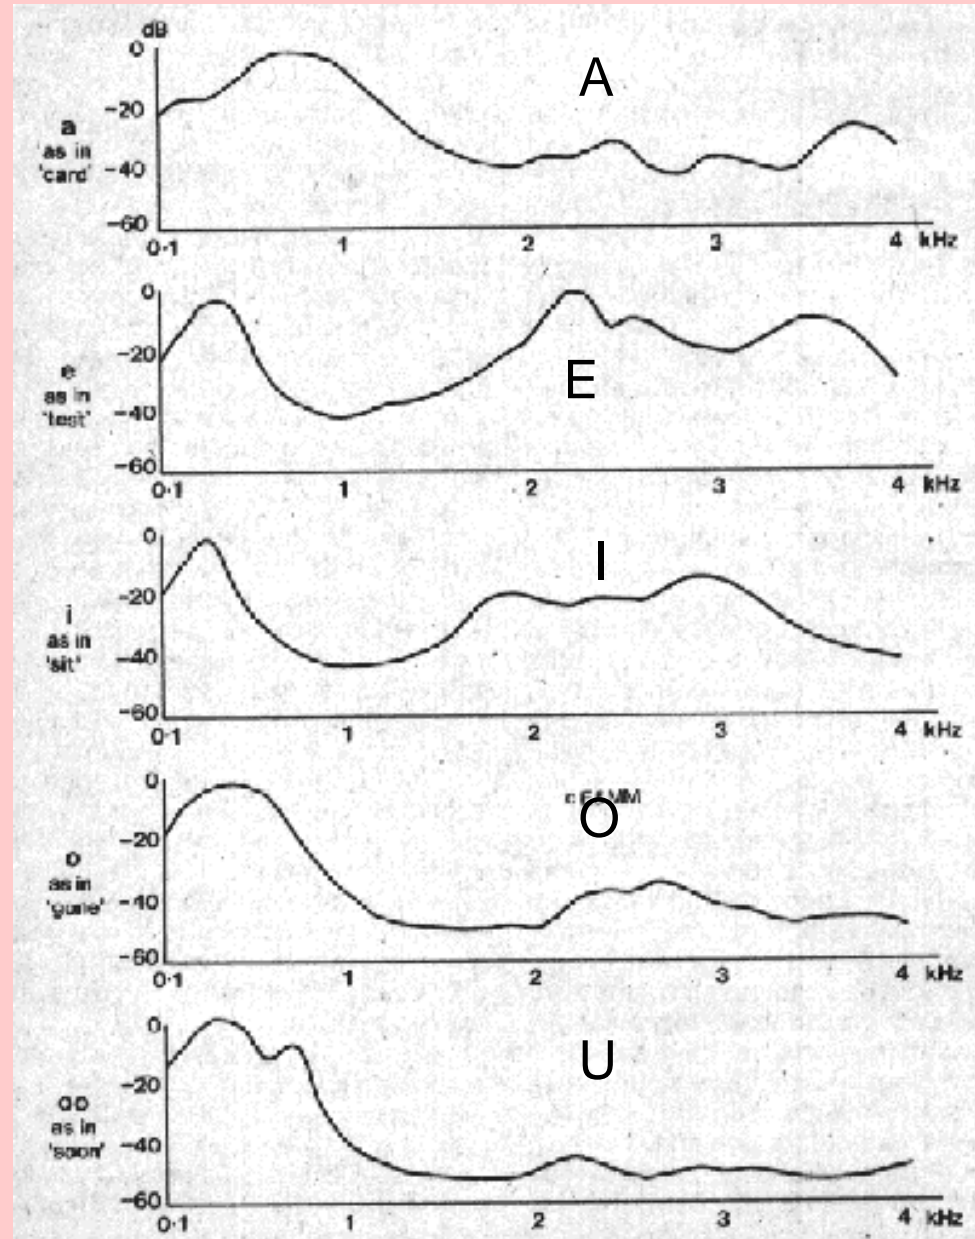 dB
0
A
-20
a
as in
'card'
-40
-60
0·1 1 2 3 4 kHz
0
-20
E
e
as in
'test'
-40
-60
0·1 1 2 3 4 kHz
0
I
-20
i
as in
'sit'
-40
-60
0·1 1 2 3 4 kHz
0
O
-20
o
as in
'gone'
-40
-60
0·1 1 2 3 4 kHz
0
U
-20
oo
as in
'soon'
-40
-60
0·1 1 2 3 4 kHz